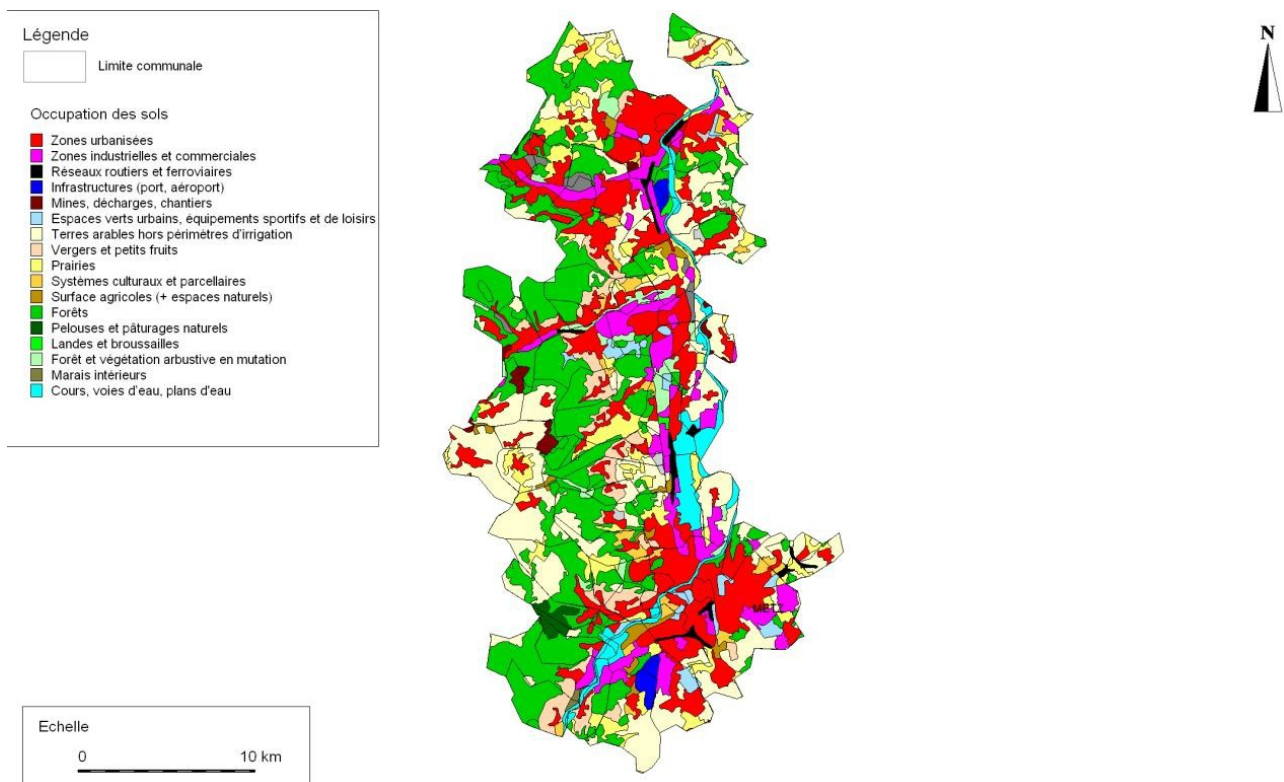 Légende
Limite communale
Occupation des sols
Zones urbanisées
Zones industrielles et commerciales
Réseaux routiers et ferroviaires
Infrastructures (port, aéroport)
Mines, décharges, chantiers
Espaces verts urbains, équipements sportifs et de loisirs
Terres arables hors périmètres d'irrigation
Vergers et petits fruits
Prairies
Systèmes culturaux et parcellaires
Surface agricoles (+ espaces naturels)
Forêts
Pelouses et pâturages naturels
Landes et broussailles
Forêt et végétation arbustive en mutation
Marais intérieurs
Cours, voies d'eau, plans d'eau
N
METZ
Echelle
0 10 km